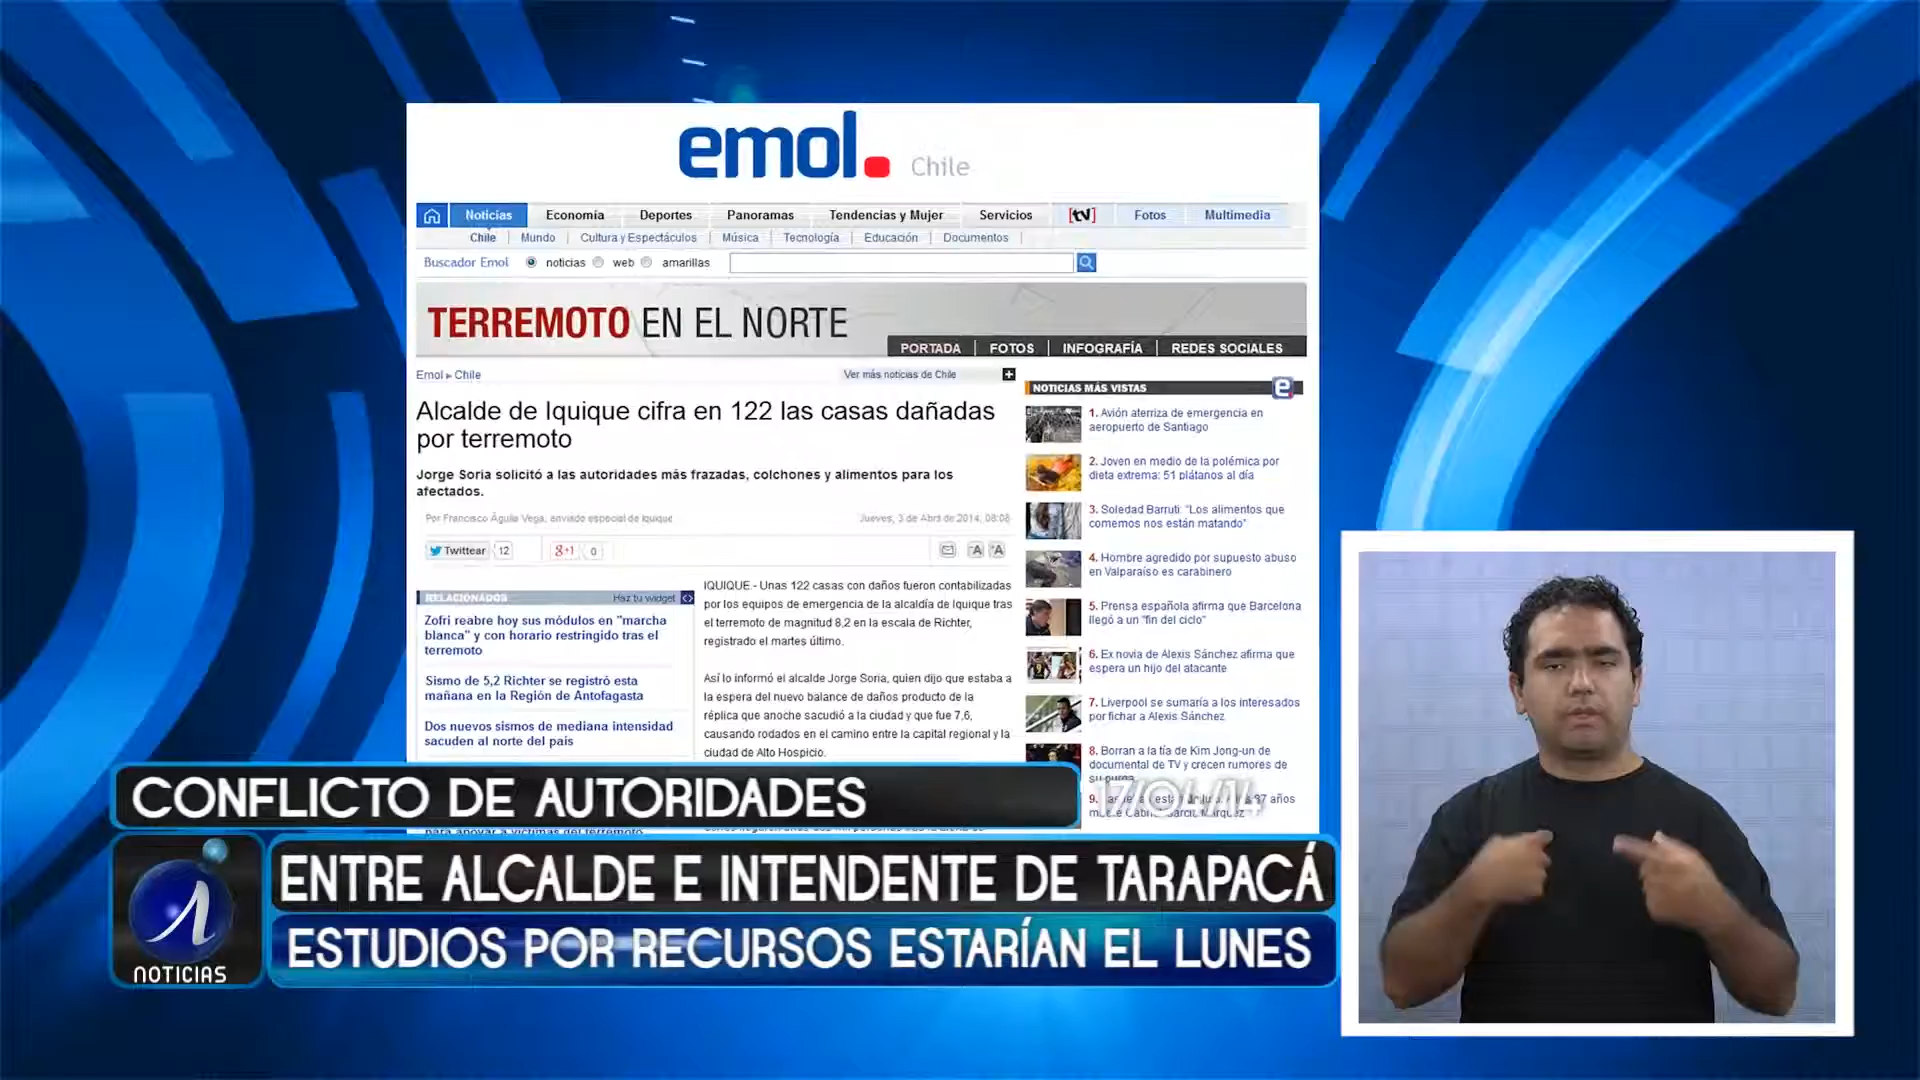 emol. Chile
Noticias Economía Deportes Panoramas Tendencias y Mujer Servicios [tv] Fotos Multimedia
Chile Mundo Cultura y Espectáculos Música Tecnología Educación Documentos
Buscador Emol noticias web amarillas
TERREMOTO EN EL NORTE
PORTADA FOTOS INFOGRAFÍA REDES SOCIALES
Emol Chile
Ver más noticias de Chile
Alcalde de Iquique cifra en 122 las casas dañadas
por terremoto
Jorge Soria solicitó a las autoridades más frazadas, colchones y alimentos para los
afectados.
Por Francisco Águila Vega, enviado especial de Iquique
Jueves, 3 de Abril de 2014, 08:08
Twittear 12 g+1 0
A A
RELACIONADOS Haz tu widget
Zofri reabre hoy sus módulos en "marcha
blanca" y con horario restringido tras el
terremoto
Sismo de 5,2 Richter se registró esta
mañana en la Región de Antofagasta
Dos nuevos sismos de mediana intensidad
sacuden al norte del país
para apoyar a víctimas del terremoto
IQUIQUE.- Unas 122 casas con daños fueron contabilizadas
por los equipos de emergencia de la alcaldía de Iquique tras
el terremoto de magnitud 8,2 en la escala de Richter,
registrado el martes último.
Así lo informó el alcalde Jorge Soria, quien dijo que estaba a
la espera del nuevo balance de daños producto de la
réplica que anoche sacudió a la ciudad y que fue 7,6,
causando rodados en el camino entre la capital regional y la
ciudad de Alto Hospicio.
NOTICIAS MÁS VISTAS e
1. Avión aterriza de emergencia en
aeropuerto de Santiago
2. Joven en medio de la polémica por
dieta extrema: 51 plátanos al día
3. Soledad Barruti: "Los alimentos que
comemos nos están matando"
4. Hombre agredido por supuesto abuso
en Valparaíso es carabinero
5. Prensa española afirma que Barcelona
llegó a un "fin del ciclo"
6. Ex novia de Alexis Sánchez afirma que
espera un hijo del atacante
7. Liverpool se sumaría a los interesados
por fichar a Alexis Sánchez
8. Borran a la tía de Kim Jong-un de
documental de TV y crecen rumores de
su purga
9. años
17/04/14
CONFLICTO DE AUTORIDADES
ENTRE ALCALDE E INTENDENTE DE TARAPACÁ
ESTUDIOS POR RECURSOS ESTARÍAN EL LUNES
NOTICIAS